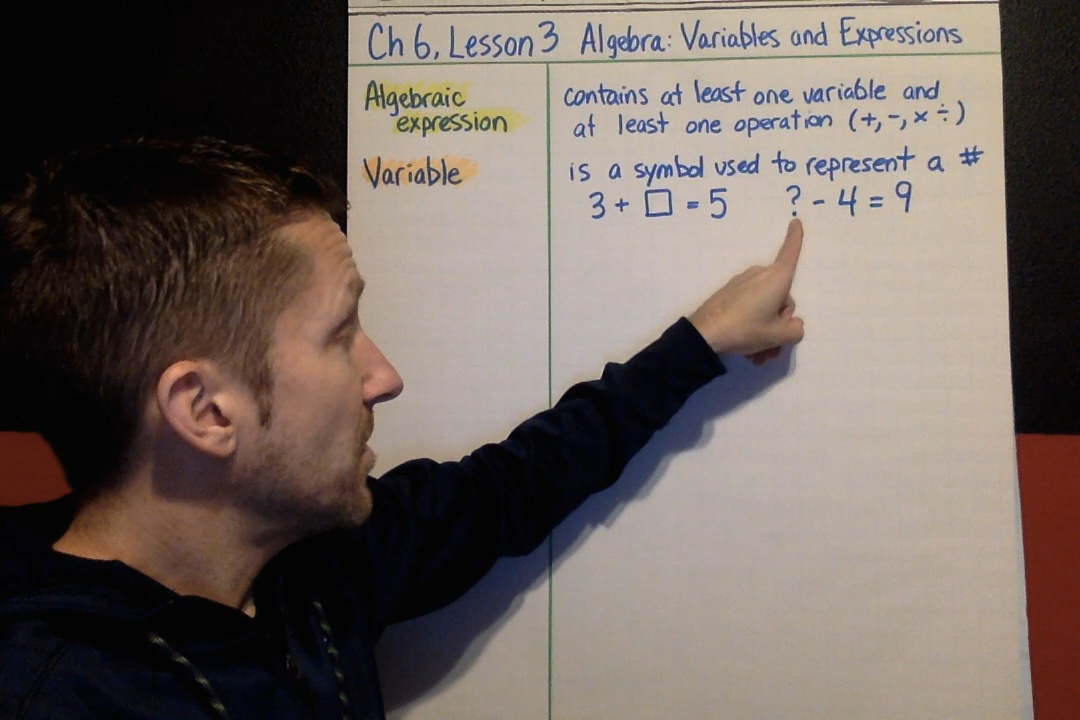 Ch 6, Lesson 3 Algebra: Variables and Expressions
Algebraic
expression
contains at least one variable and
at least one operation (+, -, × ÷)
Variable
is a symbol used to represent a #
3 + □ = 5 ? - 4 = 9